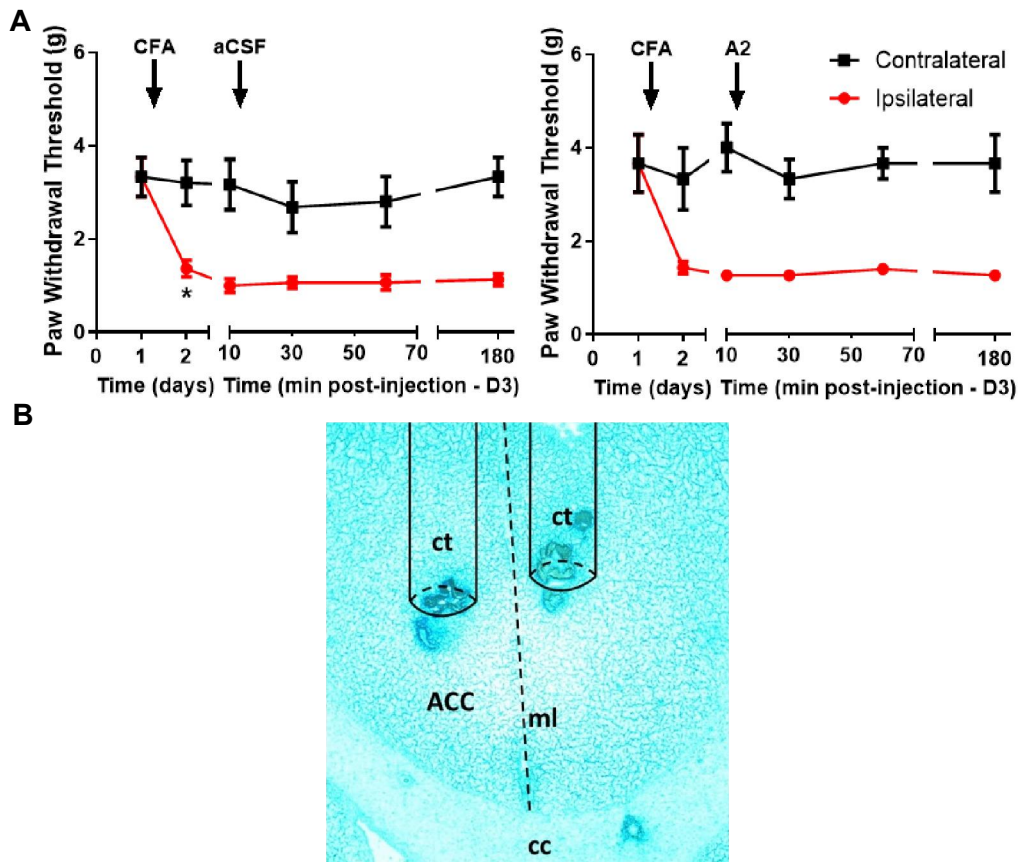 A
Paw Withdrawal Threshold (g)
6
4
2
0
CFA
aCSF
*
0 1 2 10 30 50 70 180
Time (days) Time (min post-injection - D3)
Paw Withdrawal Threshold (g)
6
4
2
0
CFA
A2
Contralateral
Ipsilateral
0 1 2 10 30 50 70 180
Time (days) Time (min post-injection - D3)
B
ct
ct
ACC
ml
cc